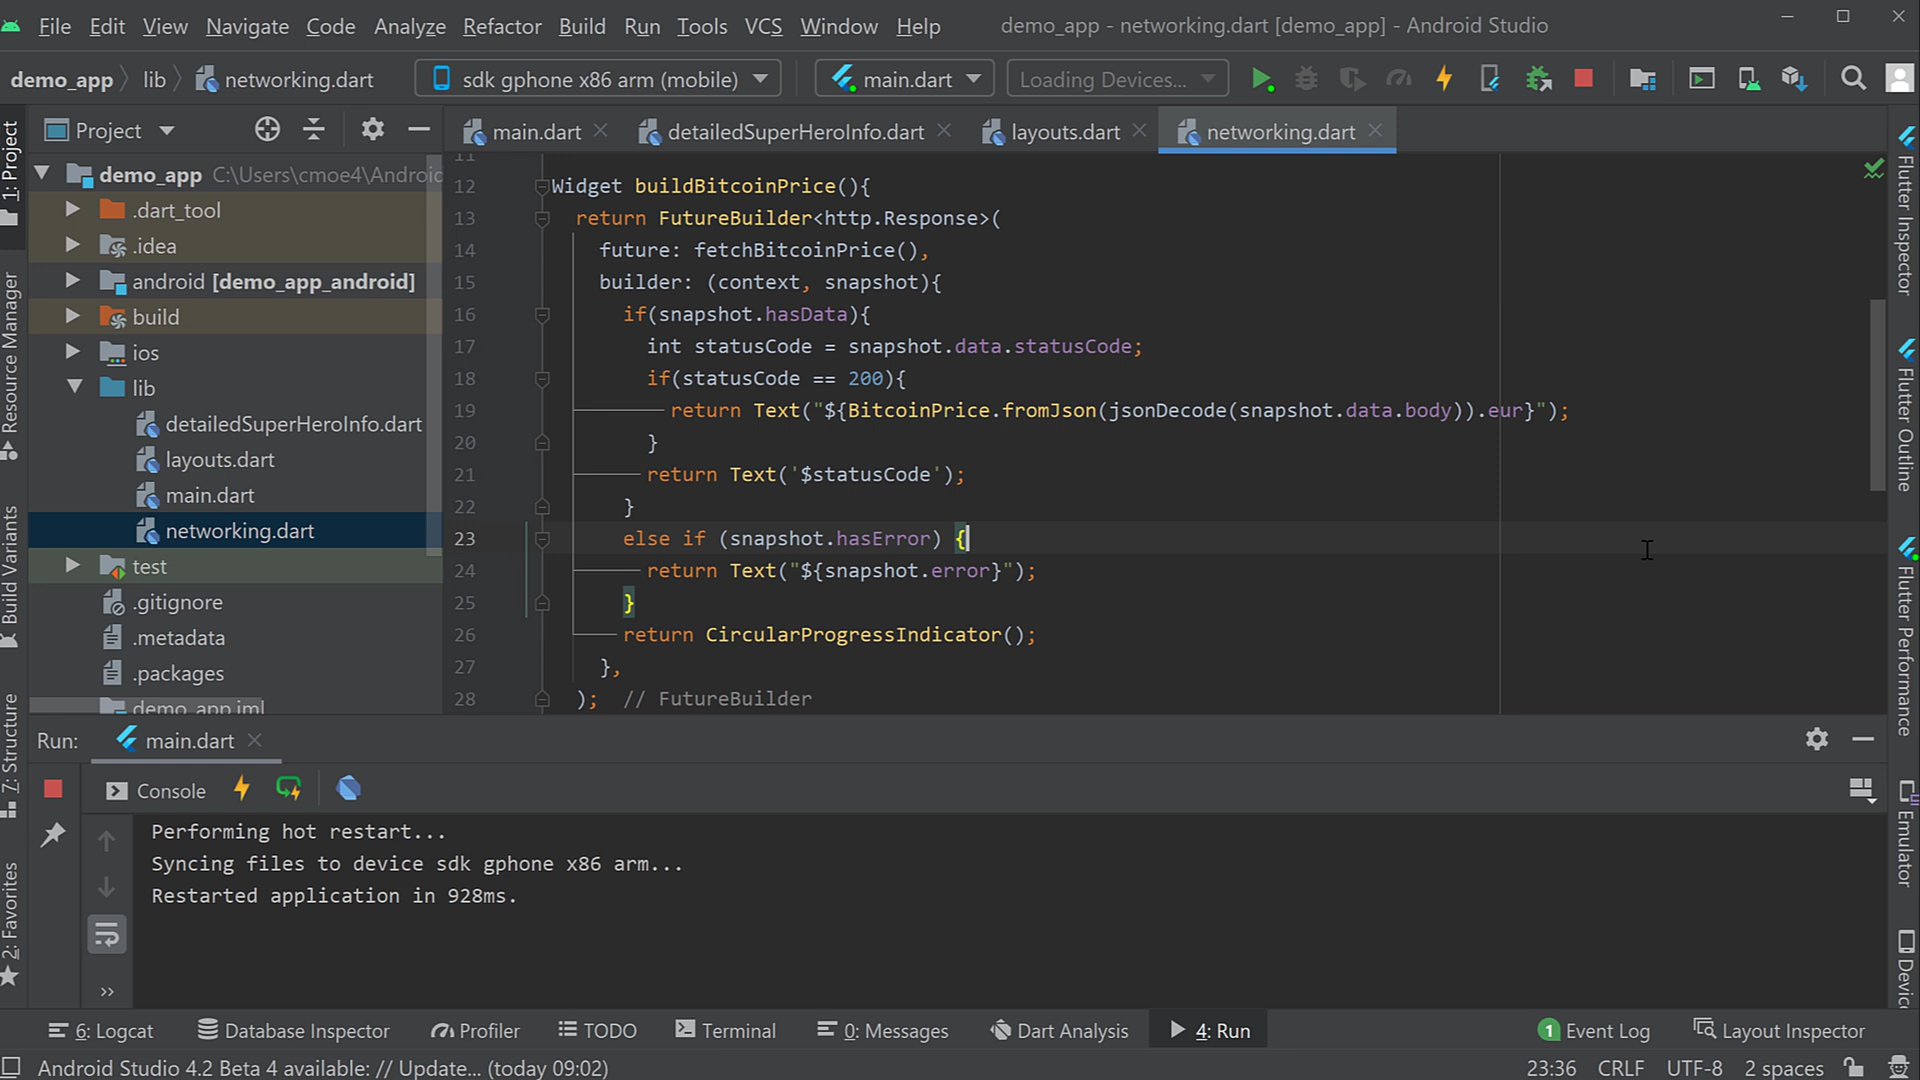 File Edit View Navigate Code Analyze Refactor Build Run Tools VCS Window Help demo_app - networking.dart [demo_app] - Android Studio
demo_app lib networking.dart sdk gphone x86 arm (mobile) main.dart Loading Devices...
Project main.dart detailedSuperHeroInfo.dart layouts.dart networking.dart
1: Project
Resource Manager
Build Variants
7: Structure
2: Favorites
demo_app C:\Users\cmoe4\Android
.dart_tool
.idea
android [demo_app_android]
build
ios
lib
detailedSuperHeroInfo.dart
layouts.dart
main.dart
networking.dart
test
.gitignore
.metadata
.packages
demo_app.iml
11
12 Widget buildBitcoinPrice(){
13 return FutureBuilder<http.Response>(
14 future: fetchBitcoinPrice(),
15 builder: (context, snapshot){
16 if(snapshot.hasData){
17 int statusCode = snapshot.data.statusCode;
18 if(statusCode == 200){
19 return Text("${BitcoinPrice.fromJson(jsonDecode(snapshot.data.body)).eur}");
20 }
21 return Text('$statusCode');
22 }
23 else if (snapshot.hasError) {
24 return Text("${snapshot.error}");
25 }
26 return CircularProgressIndicator();
27 },
28 ); // FutureBuilder
Flutter Inspector
Flutter Outline
Flutter Performance
Emulator
Devic
Run: main.dart
Console
Performing hot restart...
Syncing files to device sdk gphone x86 arm...
Restarted application in 928ms.
6: Logcat Database Inspector Profiler TODO Terminal 0: Messages Dart Analysis 4: Run 1 Event Log Layout Inspector
Android Studio 4.2 Beta 4 available: // Update... (today 09:02) 23:36 CRLF UTF-8 2 spaces